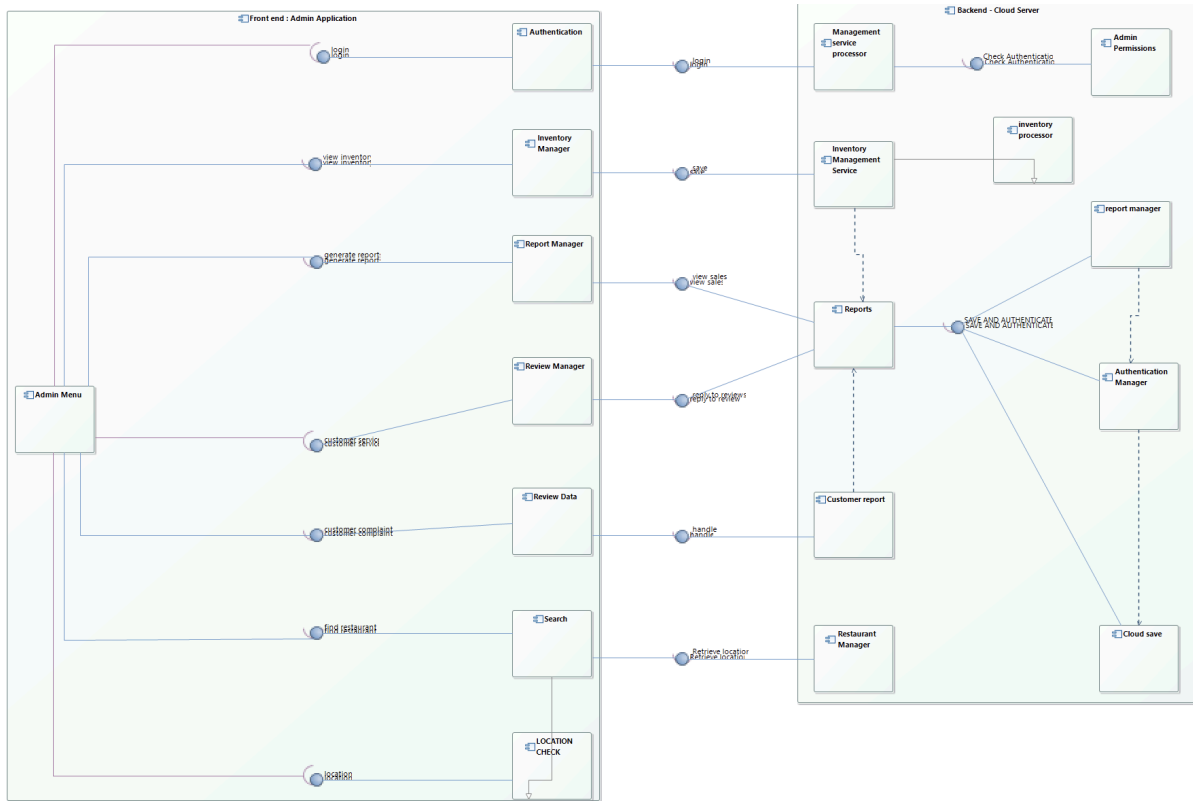 Front end : Admin Application
Backend - Cloud Server
Authentication
login
login
login
login
Management
service
processor
Check Authenticatio
Check Authenticatio
Admin
Permissions
Inventory
Manager
view inventor
view inventor
save
Inventory
Management
Service
inventory
processor
report manager
Report Manager
generate report
generate report
view sales
view sales
Reports
SAVE AND AUTHENTICATE
SAVE AND AUTHENTICATE
Authentication
Manager
Review Manager
Admin Menu
reply to reviews
reply to review
customer servic
customer servic
Review Data
Customer report
customer complaint
customer complaint
handle
handle
Search
find restaurant
find restaurant
Restaurant
Manager
Cloud save
Retrieve location
Retrieve locatio
LOCATION
CHECK
location
location